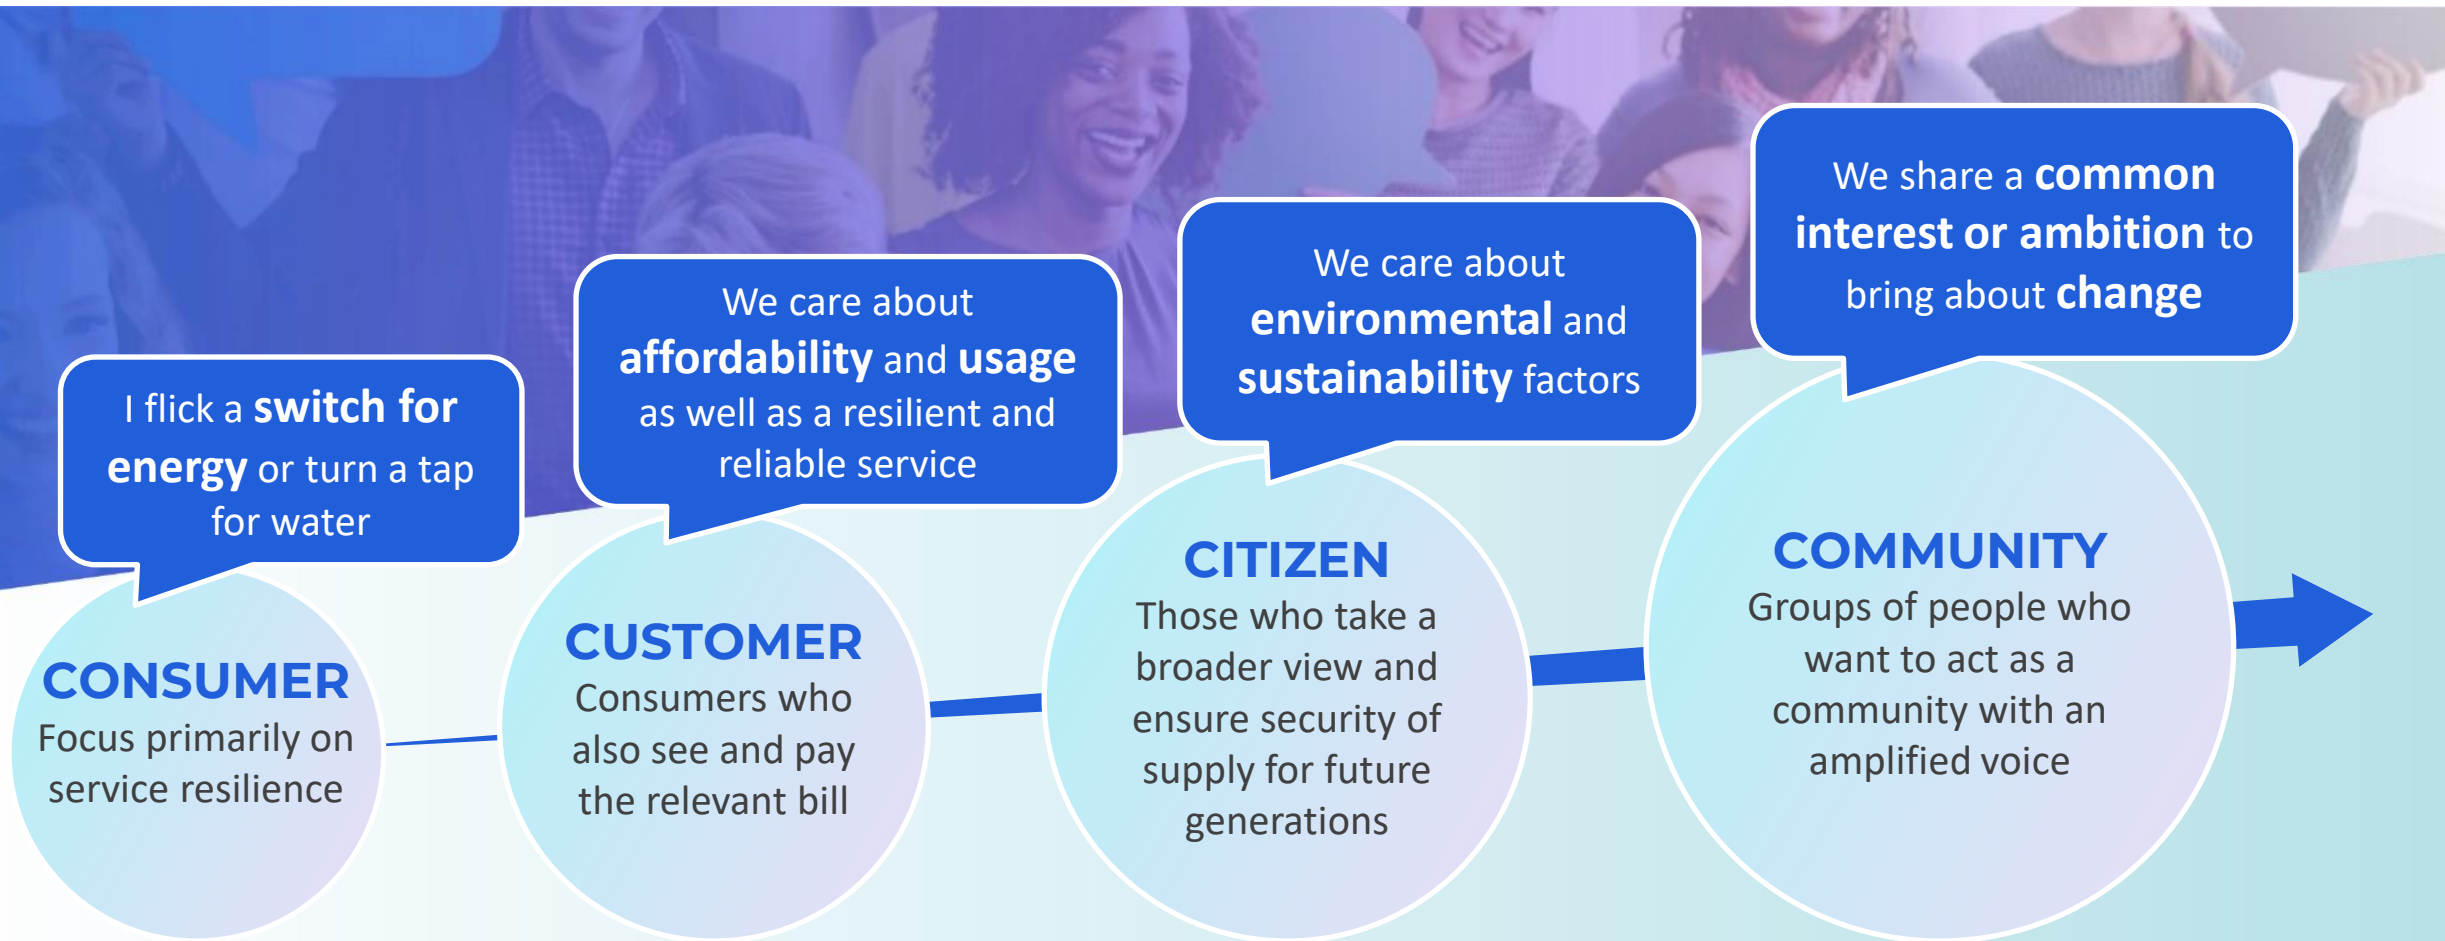 I flick a switch for
energy or turn a tap
for water
CONSUMER
Focus primarily on
service resilience
We care about
affordability and usage
as well as a resilient and
reliable service
CUSTOMER
Consumers who
also see and pay
the relevant bill
We care about
environmental and
sustainability factors
CITIZEN
Those who take a
broader view and
ensure security of
supply for future
generations
We share a common
interest or ambition to
bring about change
COMMUNITY
Groups of people who
want to act as a
community with an
amplified voice